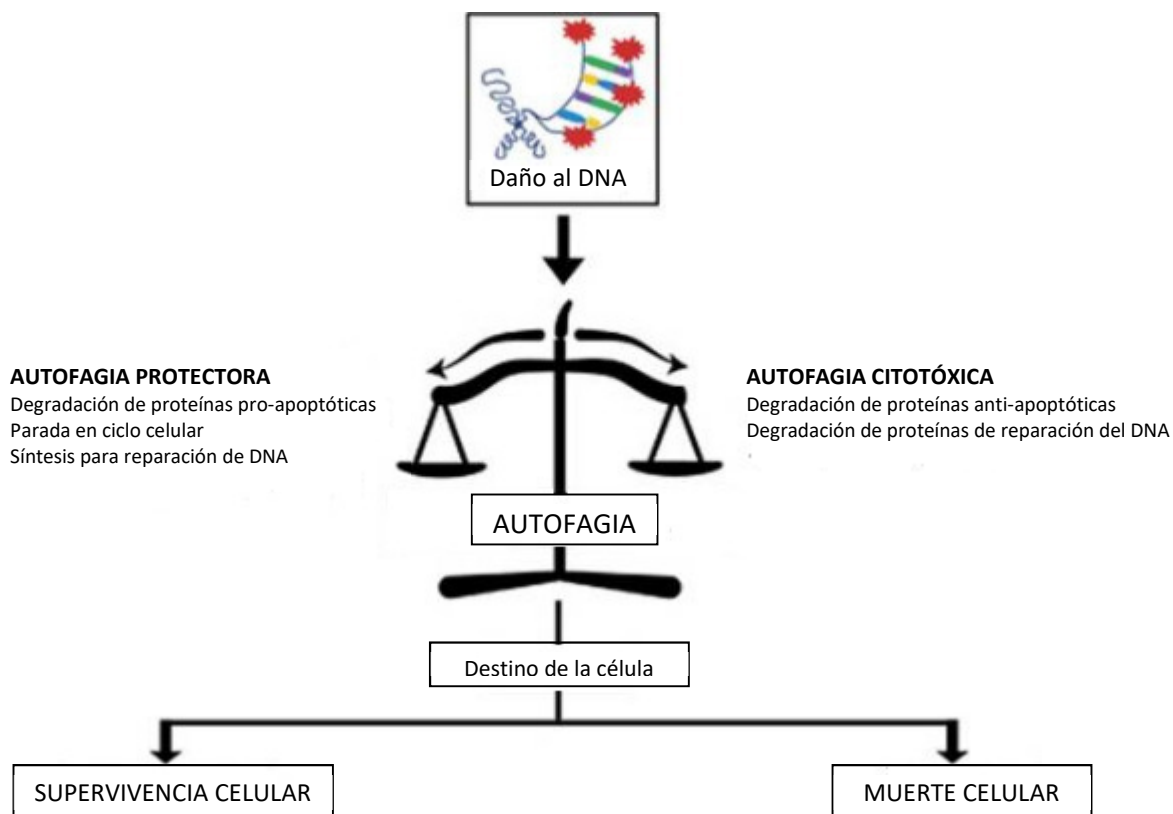 Daño al DNA
AUTOFAGIA PROTECTORA
Degradación de proteínas pro-apoptóticas
Parada en ciclo celular
Síntesis para reparación de DNA
AUTOFAGIA CITOTÓXICA
Degradación de proteínas anti-apoptóticas
Degradación de proteínas de reparación del DNA
AUTOFAGIA
Destino de la célula
SUPERVIVENCIA CELULAR
MUERTE CELULAR